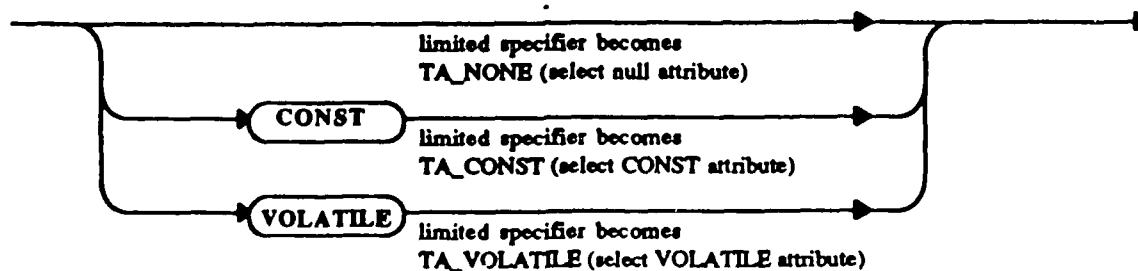 limited specifier becomes
TA_NONE (select null attribute)
CONST
limited specifier becomes
TA_CONST (select CONST attribute)
VOLATILE
limited specifier becomes
TA_VOLATILE (select VOLATILE attribute)